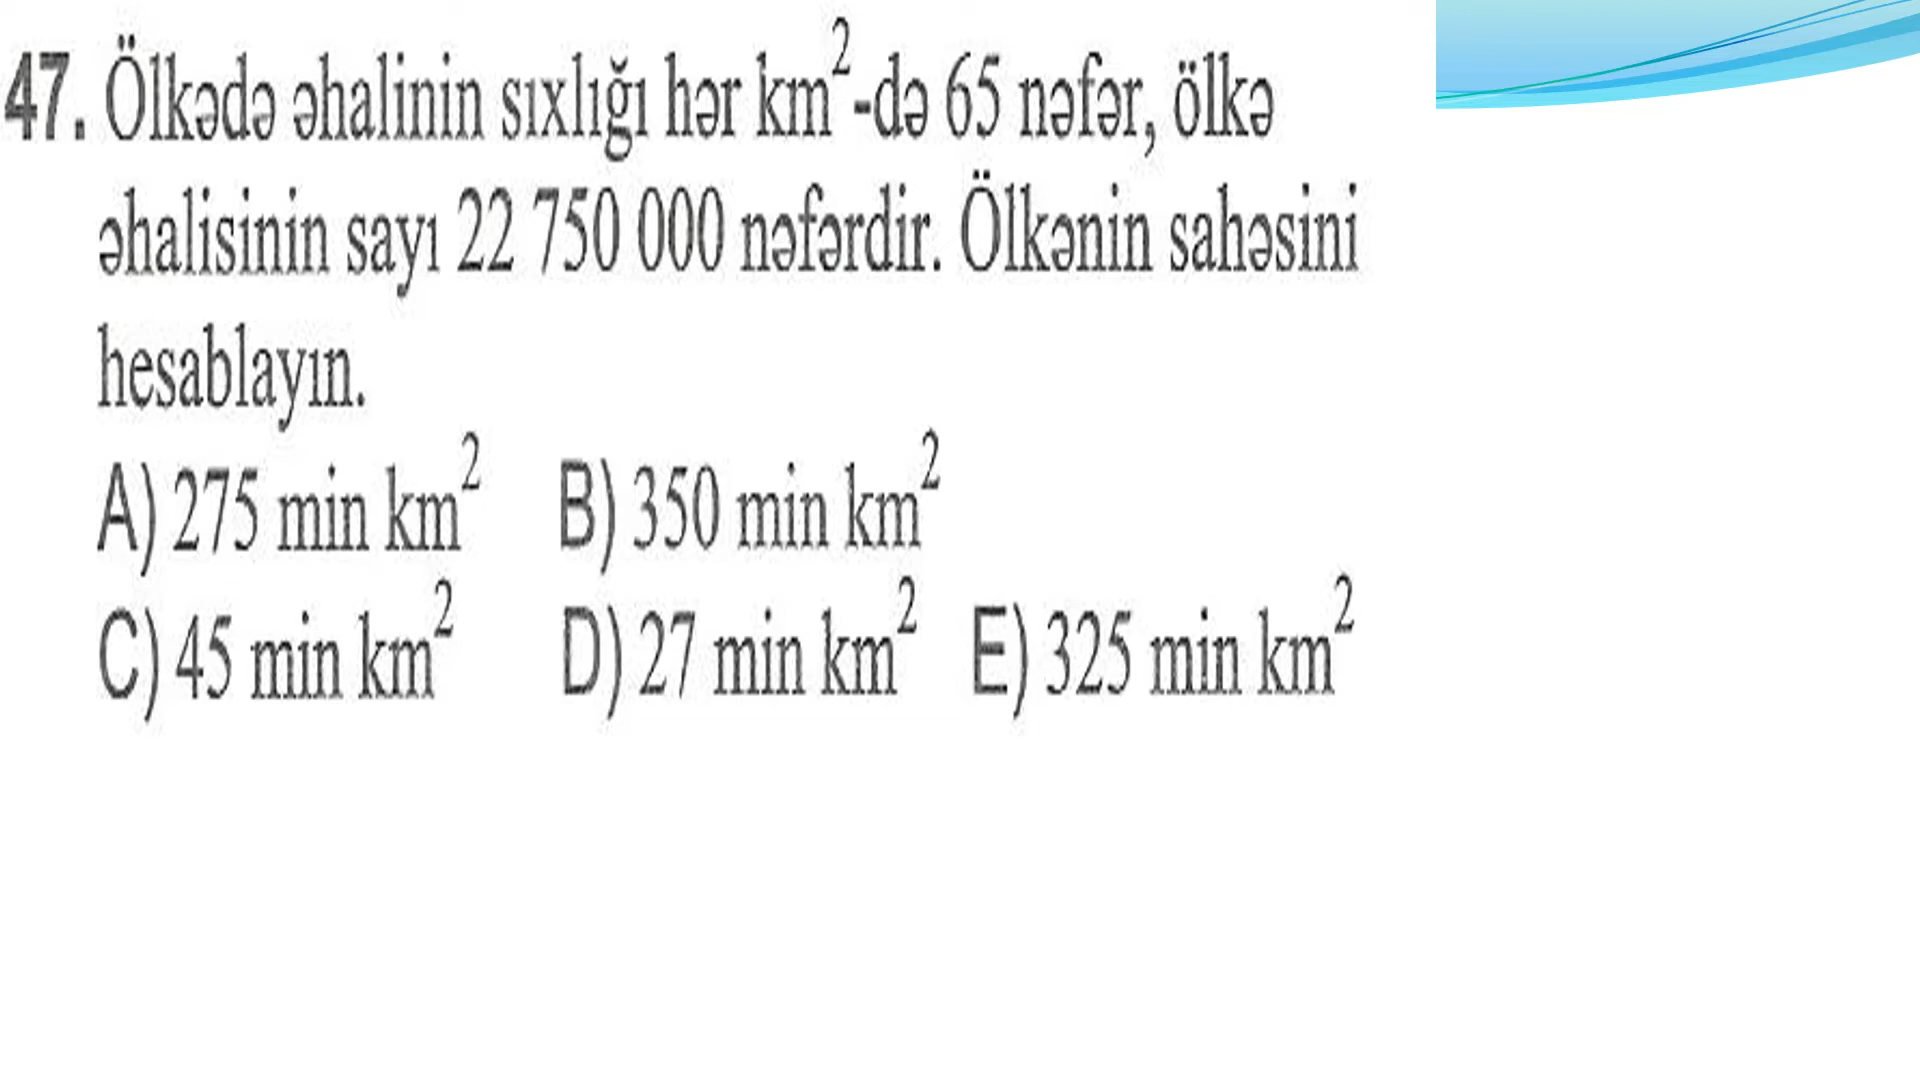 47. Ölkədə əhalinin sıxlığı hər km²-də 65 nəfər, ölkə
əhalisinin sayı 22 750 000 nəfərdir. Ölkənin sahəsini
hesablayın.
A) 275 min km² B) 350 min km²
C) 45 min km² D) 27 min km² E) 325 min km²